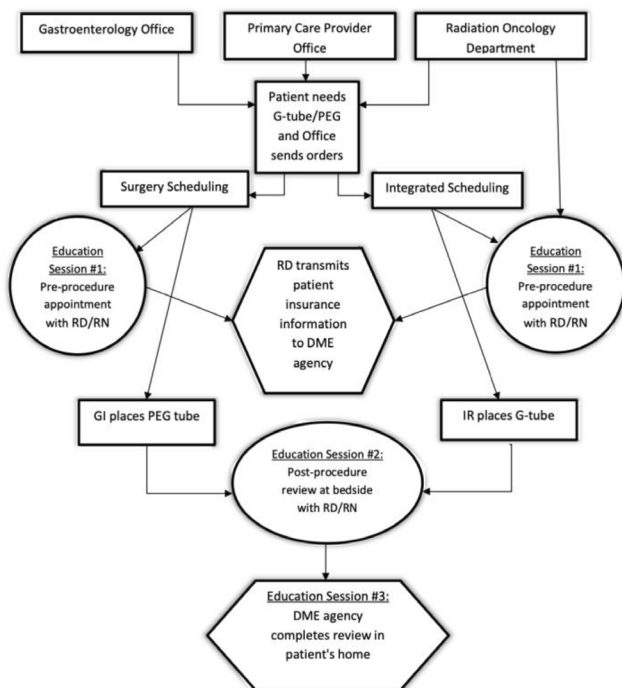 Gastroenterology Office
Primary Care Provider
Office
Radiation Oncology
Department
Patient needs
G-tube/PEG
and Office
sends orders
Surgery Scheduling
Integrated Scheduling
Education
Session #1:
Pre-procedure
appointment
with RD/RN
RD transmits
patient
insurance
information
to DME
agency
Education
Session #1:
Pre-procedure
appointment
with RD/RN
GI places PEG tube
IR places G-tube
Education Session #2:
Post-procedure
review at bedside
with RD/RN
Education Session #3:
DME agency
completes review in
patient's home